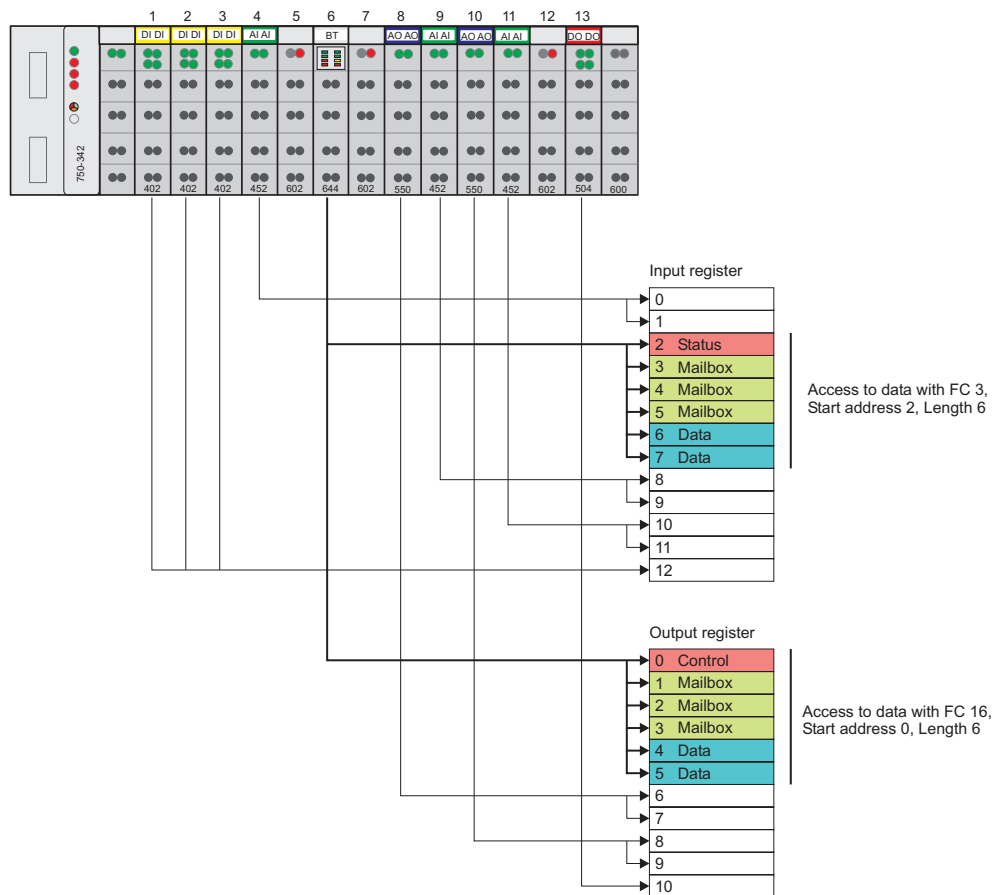 1 2 3 4 5 6 7 8 9 10 11 12 13
DI DI DI DI DI DI AI AI BT AO AO AI AI AO AO AI AI DO DO
750-342
402 402 402 452 602 644 602 550 452 550 452 602 504 600
Input register
0
1
2 Status
3 Mailbox
4 Mailbox
5 Mailbox
6 Data
7 Data
8
9
10
11
12
Access to data with FC 3,
Start address 2, Length 6
Output register
0 Control
1 Mailbox
2 Mailbox
3 Mailbox
4 Data
5 Data
6
7
8
9
10
Access to data with FC 16,
Start address 0, Length 6